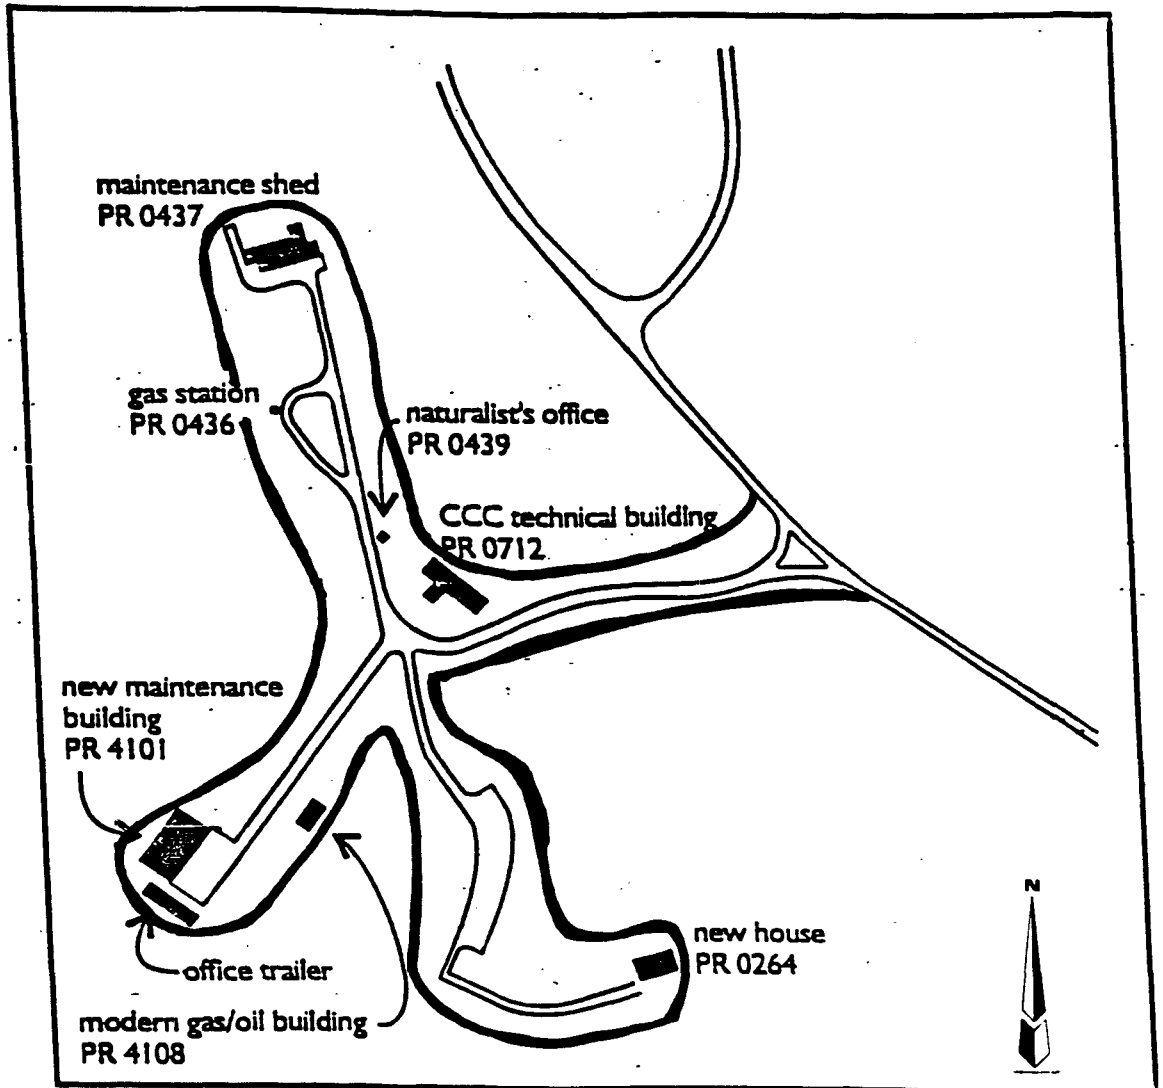 maintenance shed
PR 0437
gas station
PR 0436
naturalist's office
PR 0439
CCC technical building
PR 0712
new maintenance
building
PR 4101
office trailer
modern gas/oil building
PR 4108
new house
PR 0264
N